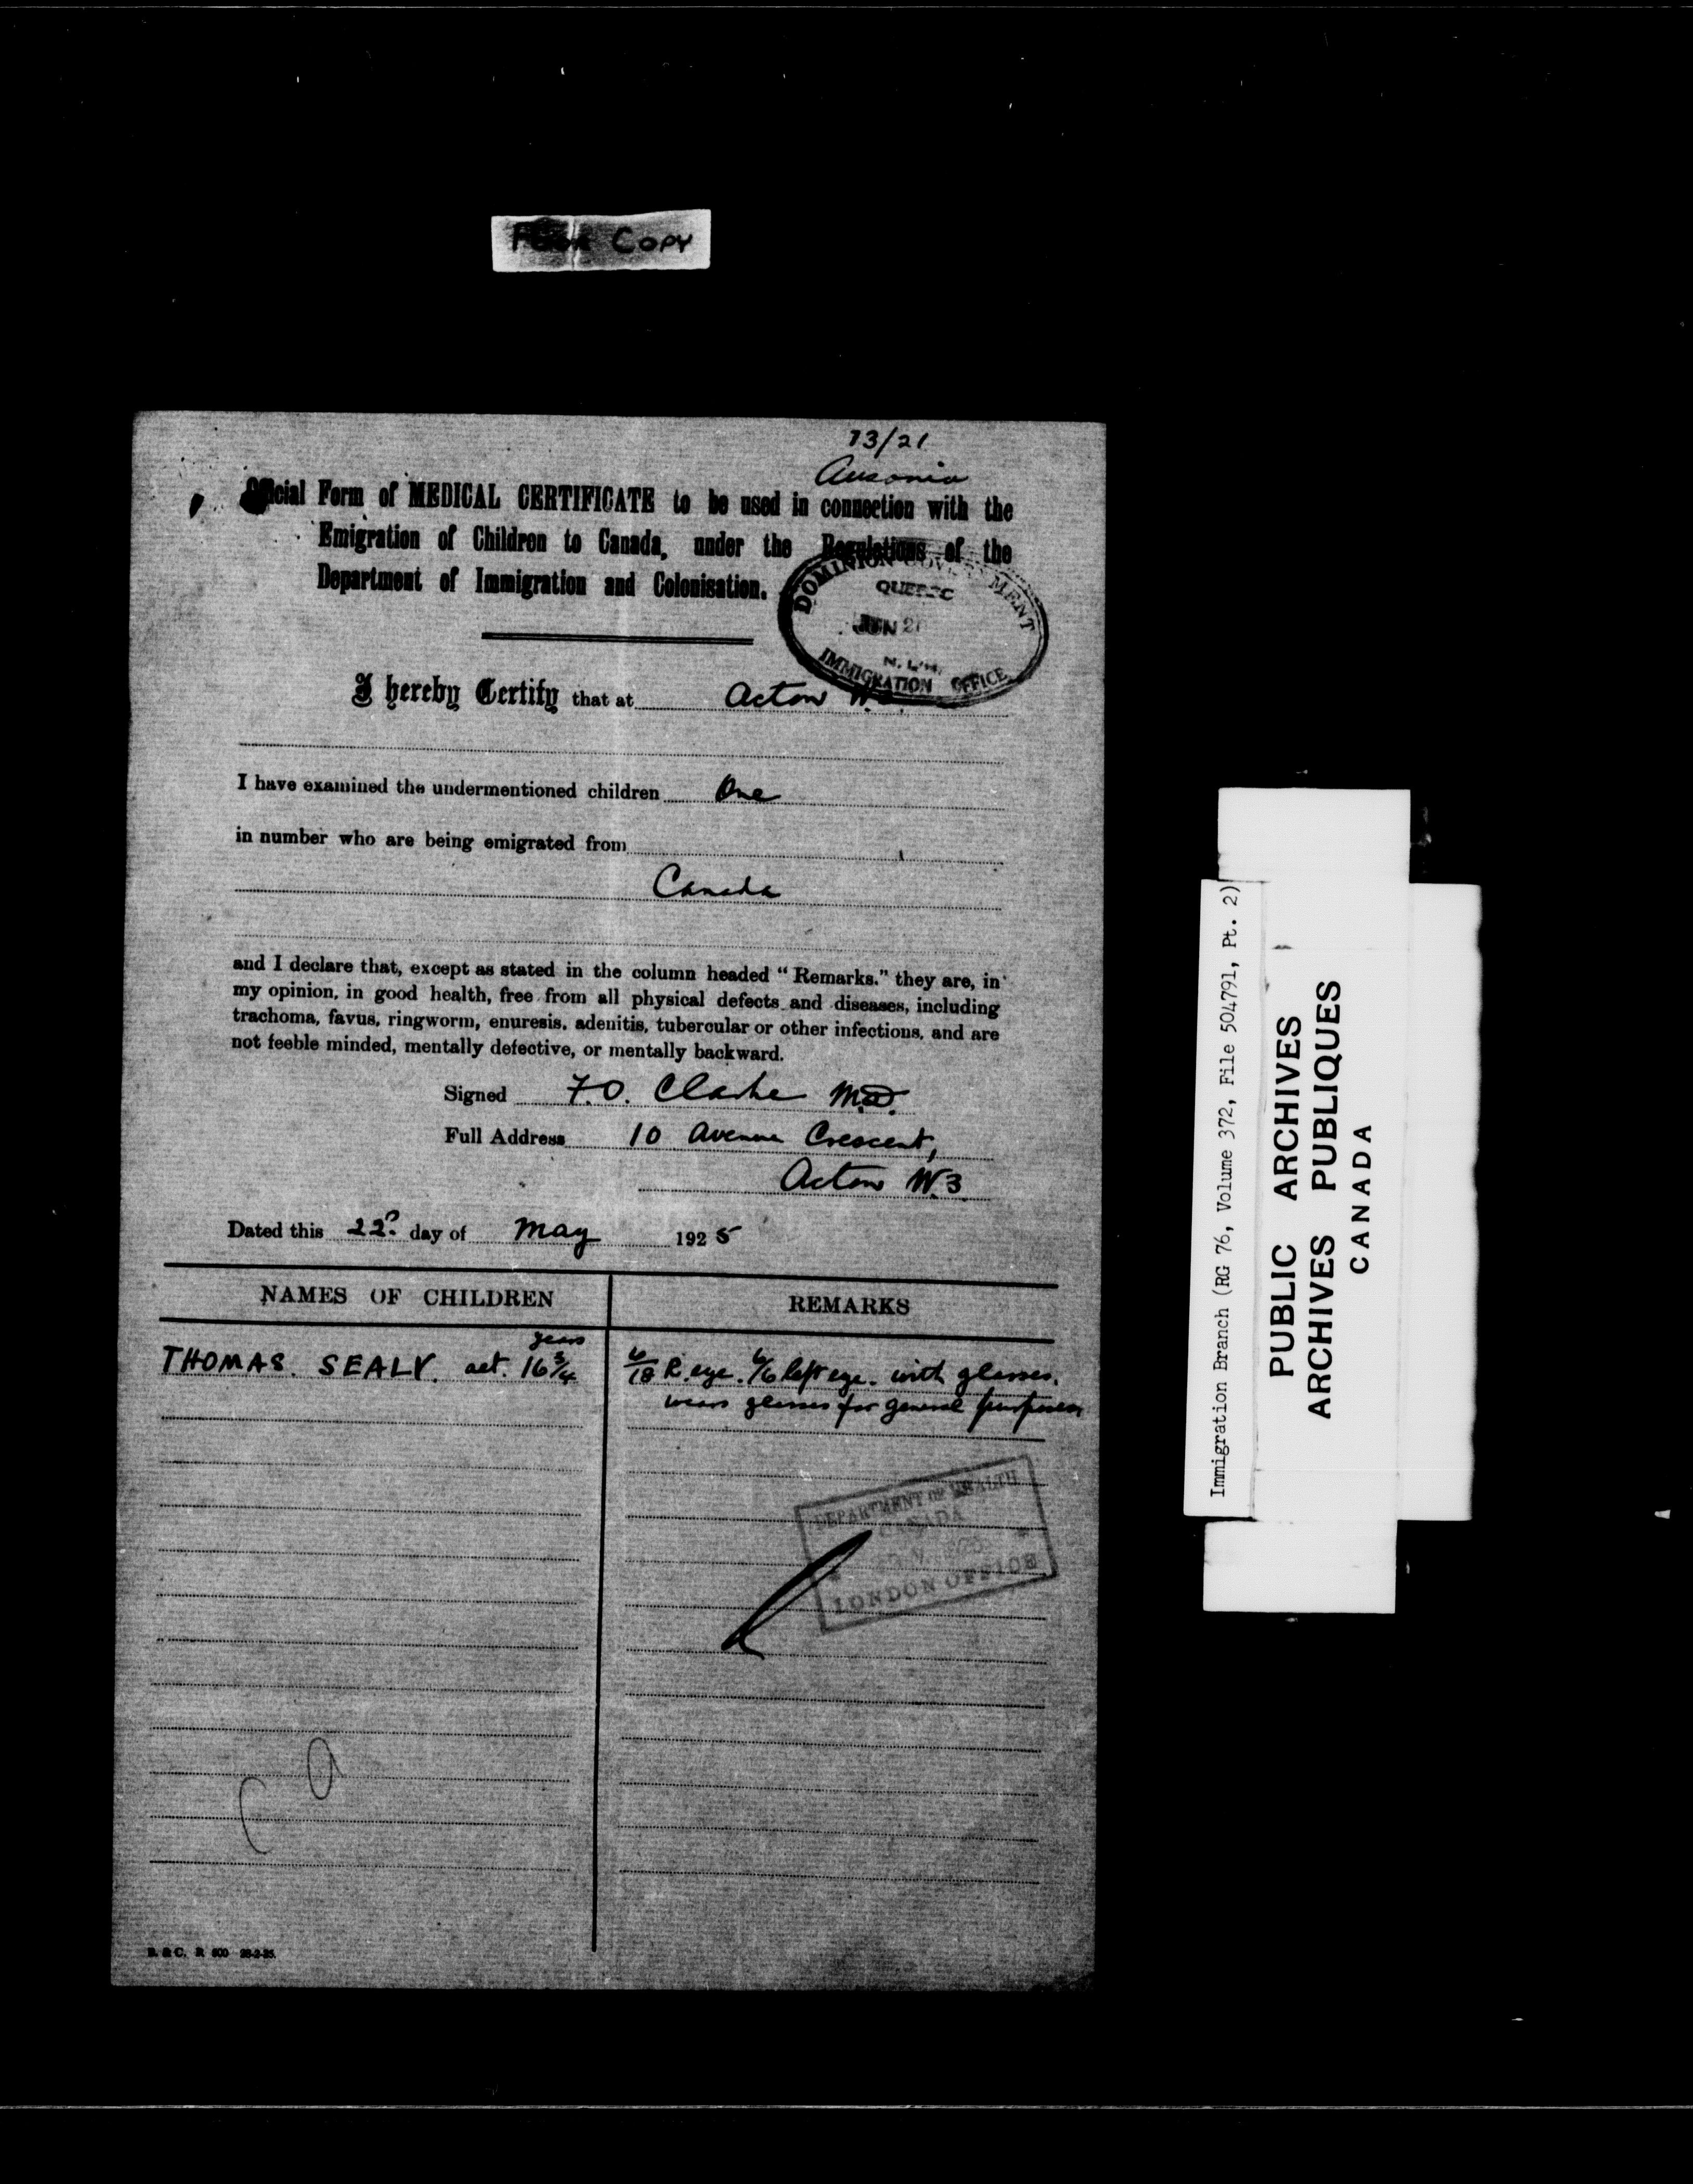 Poor Copy
13/21
Ausonia
Official Form of MEDICAL CERTIFICATE to be used in connection with the
Emigration of Children to Canada, under the Regulations of the
Department of Immigration and Colonisation.
DOMINION GOVERNMENT
QUEBEC
JUN 2
IMMIGRATION OFFICE
I hereby Certify that at Acton W.3.
I have examined the undermentioned children One
in number who are being emigrated from
Canada
and I declare that, except as stated in the column headed "Remarks." they are, in
my opinion, in good health, free from all physical defects and diseases, including
trachoma, favus, ringworm, enuresis, adenitis, tubercular or other infections, and are
not feeble minded, mentally defective, or mentally backward.
Signed F.O. Clarke M.D.
Full Address 10 Avenue Crescent,
Acton W.3
Dated this 22nd day of May 1925
NAMES OF CHILDREN REMARKS
years
THOMAS. SEALY. aet. 16 3/4 6/18 R. eye. 6/6 left eye. with glasses.
wears glasses for general purposes
DEPARTMENT OF HEALTH
CANADA
LONDON OFFICE
B. & C. R 500 26-2-25.
Immigration Branch (RG 76, Volume 372, File 504791, Pt. 2)
PUBLIC ARCHIVES
ARCHIVES PUBLIQUES
CANADA